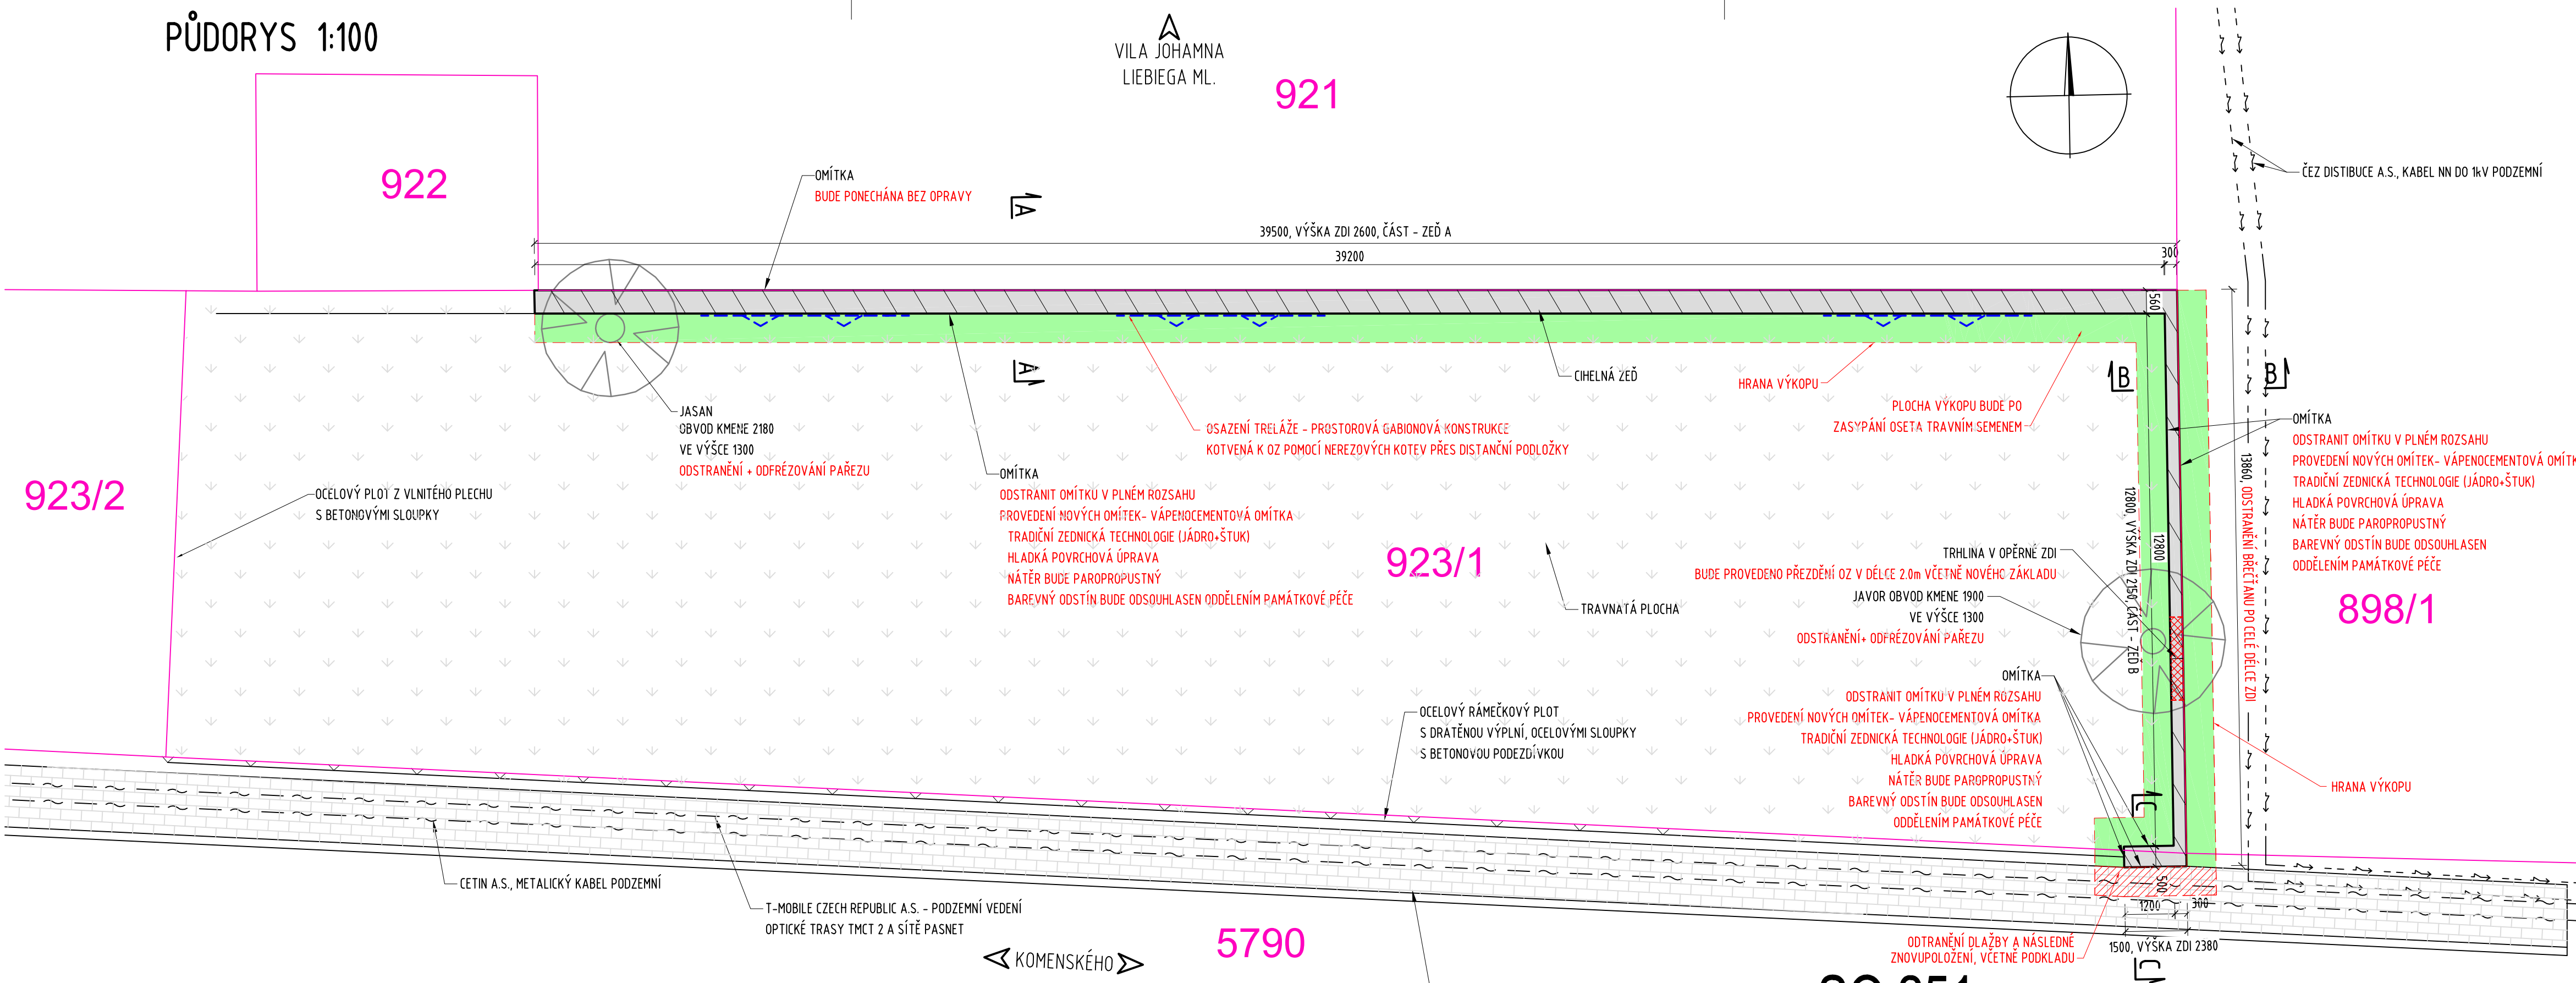 PŮDORYS 1:100
VILA JOHAMNA
LIEBIEGA ML.
921
922
ČEZ DISTIBUCE A.S., KABEL NN DO 1kV PODZEMNÍ
OMÍTKA
BUDE PONECHÁNA BEZ OPRAVY
A
39500, VÝŠKA ZDI 2600, ČÁST - ZEĎ A
39200
300
560
A
CIHELNÁ ZEĎ
HRANA VÝKOPU
B
B
JASAN
OBVOD KMENE 2180
VE VÝŠCE 1300
ODSTRANĚNÍ + ODFRÉZOVÁNÍ PAŘEZU
OSAZENÍ TRELÁŽE - PROSTOROVÁ GABIONOVÁ KONSTRUKCE
KOTVENÁ K OZ POMOCÍ NEREZOVÝCH KOTEV PŘES DISTANČNÍ PODLOŽKY
PLOCHA VÝKOPU BUDE PO
ZASYPÁNÍ OSETA TRAVNÍM SEMENEM
OMÍTKA
ODSTRANIT OMÍTKU V PLNÉM ROZSAHU
PROVEDENÍ NOVÝCH OMÍTEK- VÁPENOCEMENTOVÁ OMÍTK
TRADIČNÍ ZEDNICKÁ TECHNOLOGIE (JÁDRO+ŠTUK)
HLADKÁ POVRCHOVÁ ÚPRAVA
NÁTĚR BUDE PAROPROPUSTNÝ
BAREVNÝ ODSTÍN BUDE ODSOUHLASEN
ODDĚLENÍM PAMÁTKOVÉ PÉČE
923/2
OCELOVÝ PLOT Z VLNITÉHO PLECHU
S BETONOVÝMI SLOUPKY
OMÍTKA
ODSTRANIT OMÍTKU V PLNÉM ROZSAHU
PROVEDENÍ NOVÝCH OMÍTEK- VÁPENOCEMENTOVÁ OMÍTKA
TRADIČNÍ ZEDNICKÁ TECHNOLOGIE (JÁDRO+ŠTUK)
HLADKÁ POVRCHOVÁ ÚPRAVA
NÁTĚR BUDE PAROPROPUSTNÝ
BAREVNÝ ODSTÍN BUDE ODSOUHLASEN ODDĚLENÍM PAMÁTKOVÉ PÉČE
923/1
TRAVNATÁ PLOCHA
12800, VÝŠKA ZDI 2150, ČÁST - ZEĎ B
12800
13860, ODSTRANĚNÍ BREČŤANU PO CELÉ DÉLCE ZDI
TRHLINA V OPĚRNÉ ZDI
BUDE PROVEDENO PŘEZDĚNÍ OZ V DÉLCE 2.0m VČETNĚ NOVÉHO ZÁKLADU
JAVOR OBVOD KMENE 1900
VE VÝŠCE 1300
ODSTRANĚNÍ+ ODFRÉZOVÁNÍ PAŘEZU
898/1
OMÍTKA
ODSTRANIT OMÍTKU V PLNÉM ROZSAHU
PROVEDENÍ NOVÝCH OMÍTEK- VÁPENOCEMENTOVÁ OMÍTKA
TRADIČNÍ ZEDNICKÁ TECHNOLOGIE (JÁDRO+ŠTUK)
HLADKÁ POVRCHOVÁ ÚPRAVA
NÁTĚR BUDE PAROPROPUSTNÝ
BAREVNÝ ODSTÍN BUDE ODSOUHLASEN
ODDĚLENÍM PAMÁTKOVÉ PÉČE
OCELOVÝ RÁMEČKOVÝ PLOT
S DRÁTĚNOU VÝPLNÍ, OCELOVÝMI SLOUPKY
S BETONOVOU PODEZDÍVKOU
HRANA VÝKOPU
C
CETIN A.S., METALICKÝ KABEL PODZEMNÍ
T-MOBILE CZECH REPUBLIC A.S. - PODZEMNÍ VEDENÍ
OPTICKÉ TRASY TMCT 2 A SÍTĚ PASNET
500
1200
300
1500, VÝŠKA ZDI 2380
ODTRANĚNÍ DLAŽBY A NÁSLEDNÉ
ZNOVUPOLOŽENÍ, VČETNĚ PODKLADU
5790
KOMENSKÉHO
C